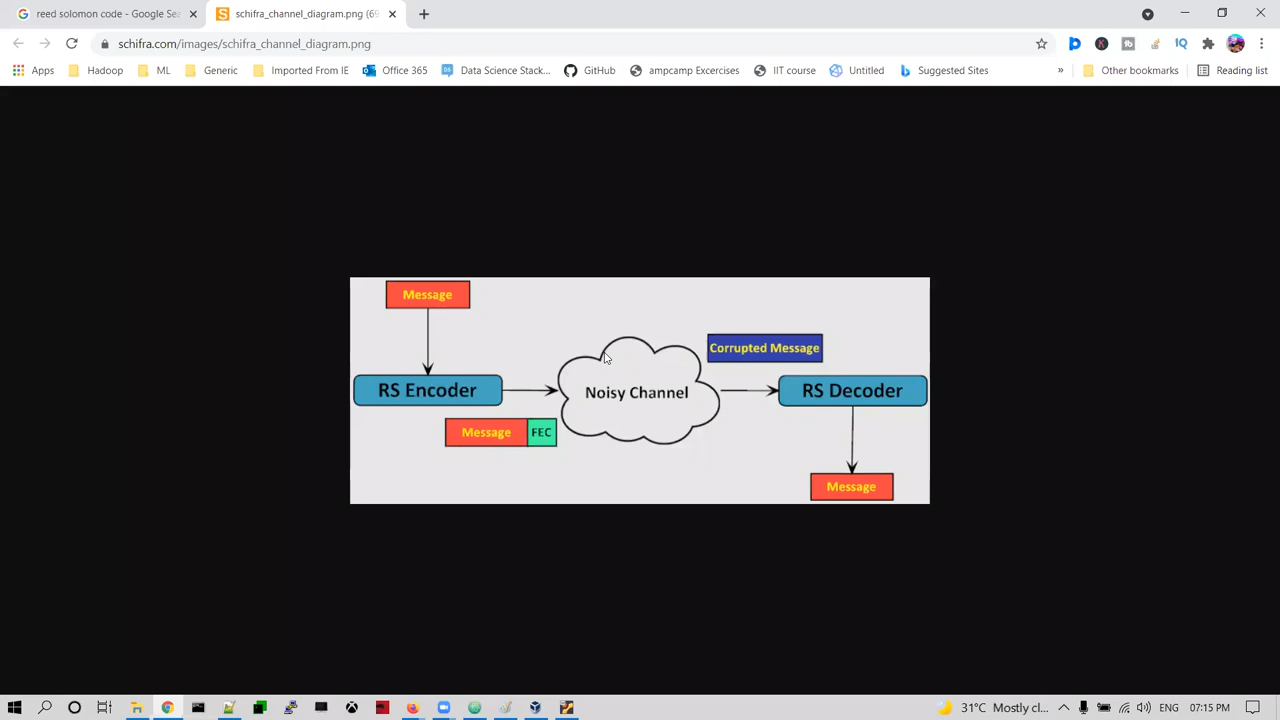 reed solomon code - Google Sea
schifra_channel_diagram.png (69
schifra.com/images/schifra_channel_diagram.png
Apps
Hadoop
ML
Generic
Imported From IE
Office 365
Data Science Stack...
GitHub
ampcamp Excercises
IIT course
Untitled
Suggested Sites
»
Other bookmarks
Reading list
Message
Corrupted Message
RS Encoder
Noisy Channel
RS Decoder
Message FEC
Message
31°C Mostly cl...
ENG
07:15 PM